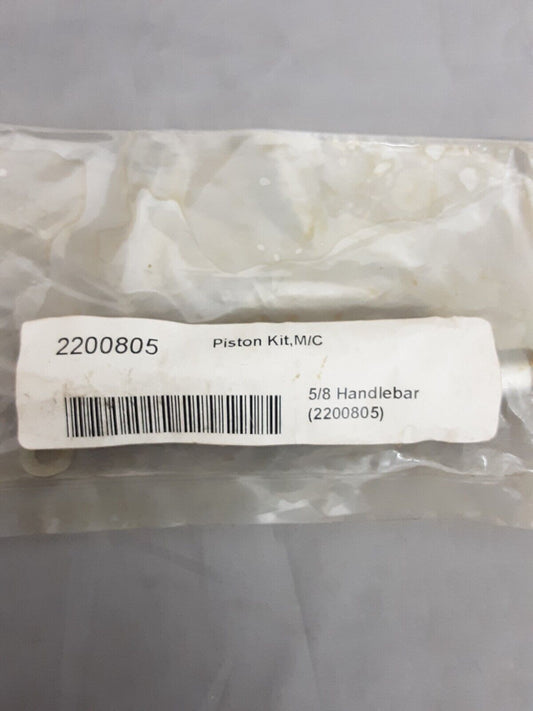 2200805
Piston Kit,M/C
5/8 Handlebar
(2200805)